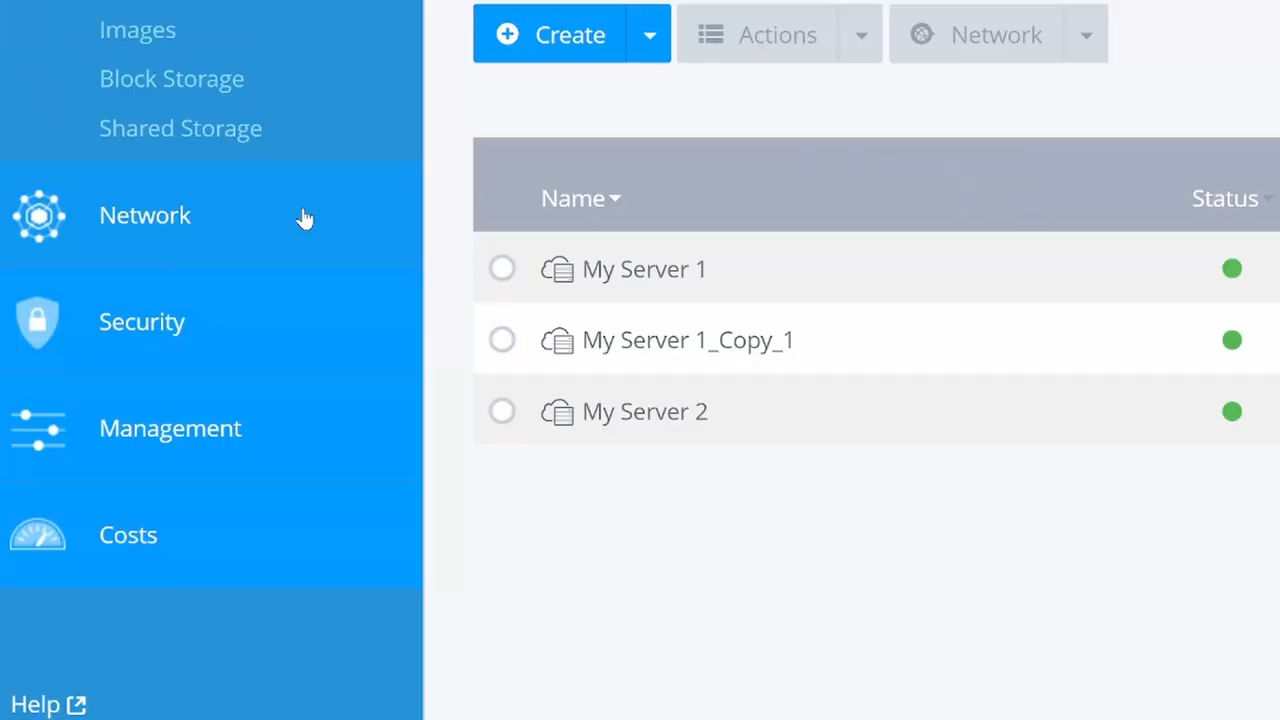 Images
Block Storage
Shared Storage
Network
Security
Management
Costs
Help
Create Actions Network
Name Status
My Server 1
My Server 1_Copy_1
My Server 2